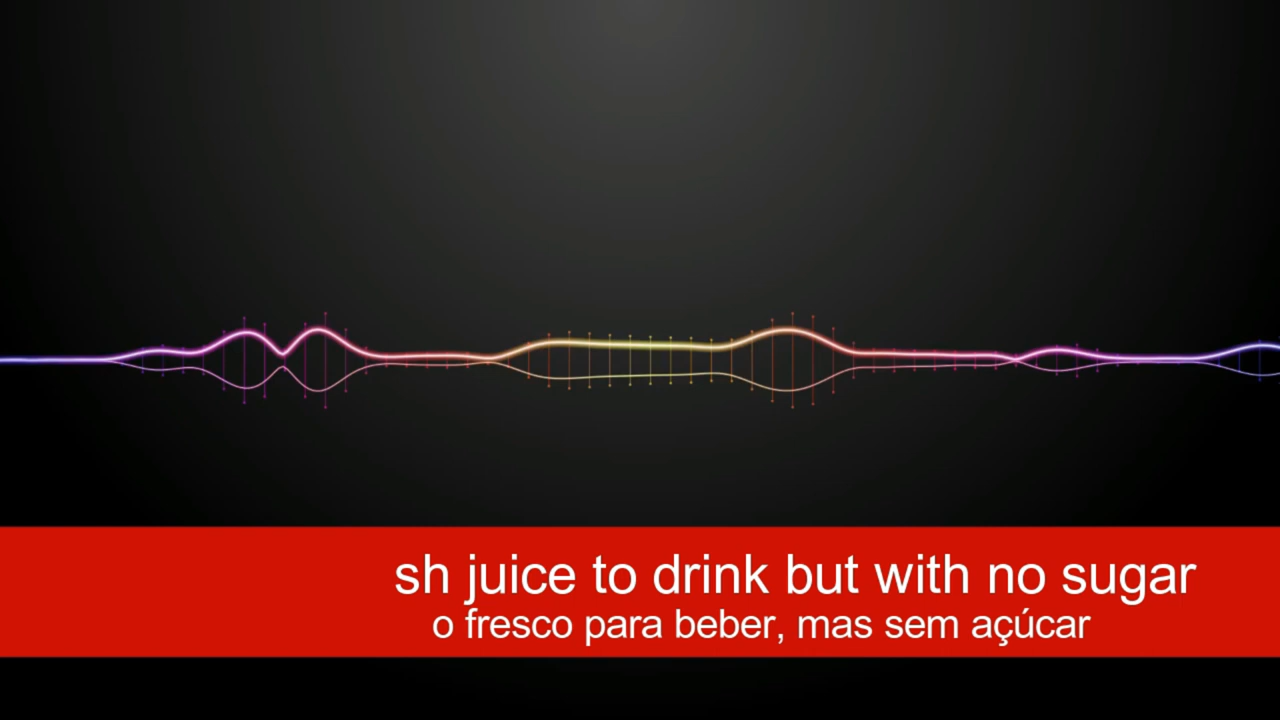 sh juice to drink but with no sugar
o fresco para beber, mas sem açúcar